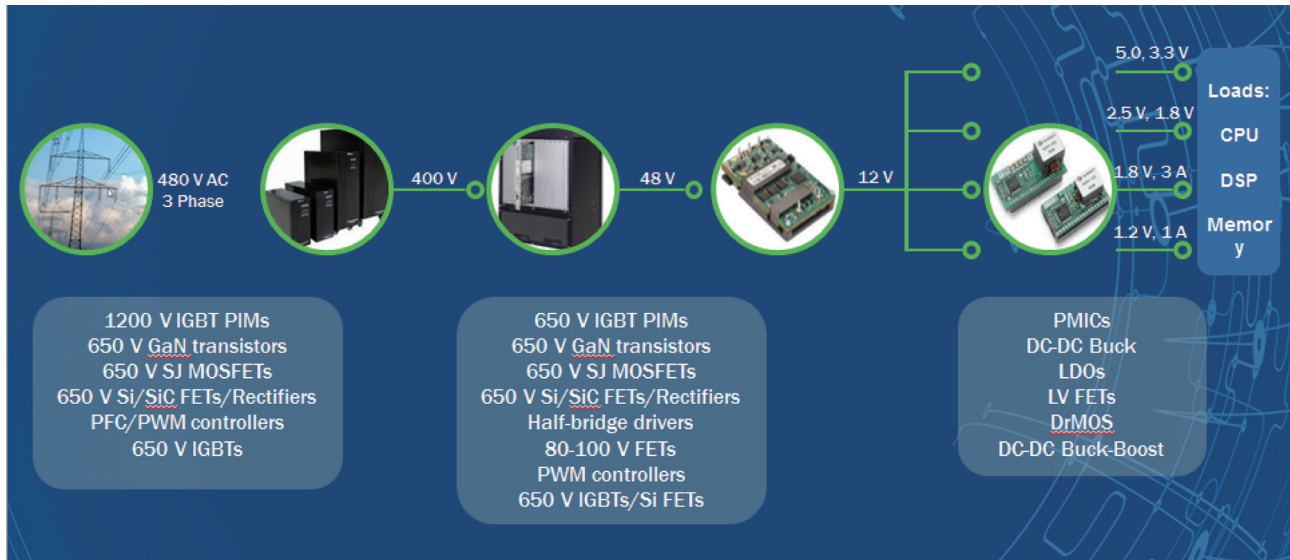 480 V AC
3 Phase
400 V
48 V
12 V
5.0, 3.3 V
2.5 V, 1.8 V
1.8 V, 3 A
1.2 V, 1 A
Loads:
CPU
DSP
Memor
y
1200 V IGBT PIMs
650 V GaN transistors
650 V SJ MOSFETs
650 V Si/SiC FETs/Rectifiers
PFC/PWM controllers
650 V IGBTs
650 V IGBT PIMs
650 V GaN transistors
650 V SJ MOSFETs
650 V Si/SiC FETs/Rectifiers
Half-bridge drivers
80-100 V FETs
PWM controllers
650 V IGBTs/Si FETs
PMICs
DC-DC Buck
LDOs
LV FETs
DrMOS
DC-DC Buck-Boost